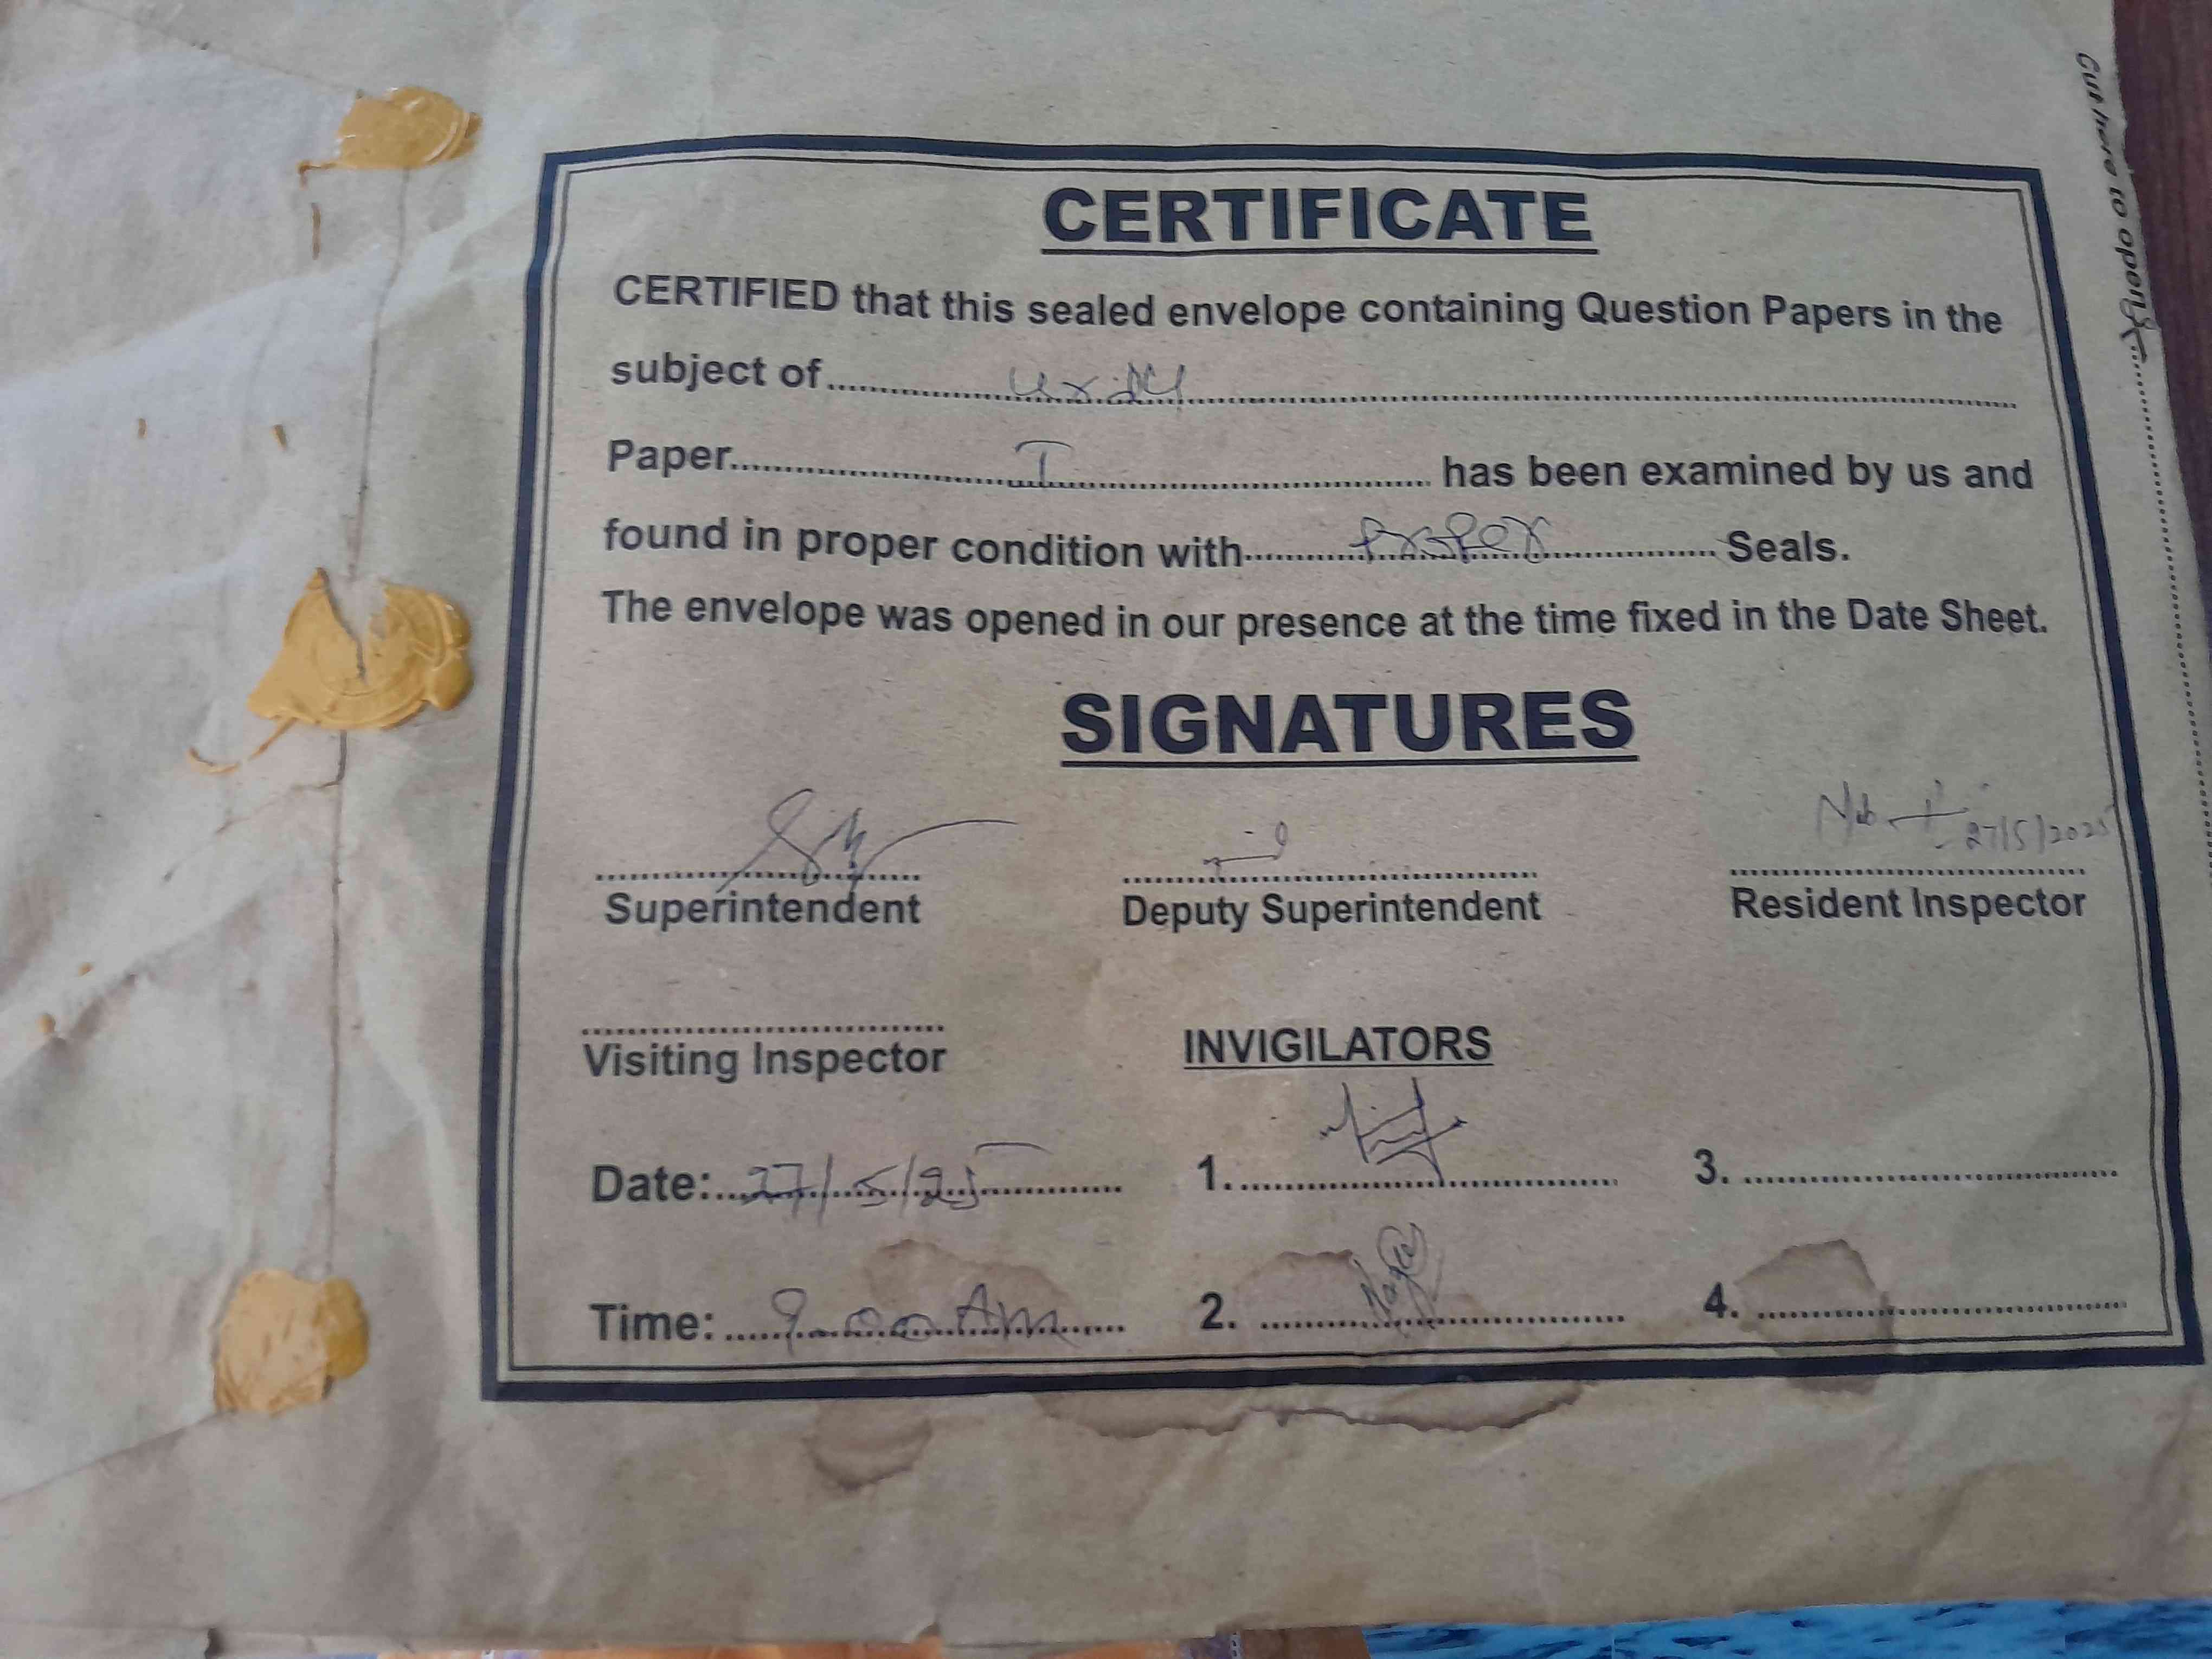 Cut here to open
CERTIFICATE
CERTIFIED that this sealed envelope containing Question Papers in the
subject of........Urdu........
Paper........I........ has been examined by us and
found in proper condition with........Proper........ Seals.
The envelope was opened in our presence at the time fixed in the Date Sheet.
SIGNATURES
27/5/2025
Superintendent Deputy Superintendent Resident Inspector
Visiting Inspector INVIGILATORS
Date:...27/5/25... 1. 3.
Time:...9.00 AM... 2. 4.